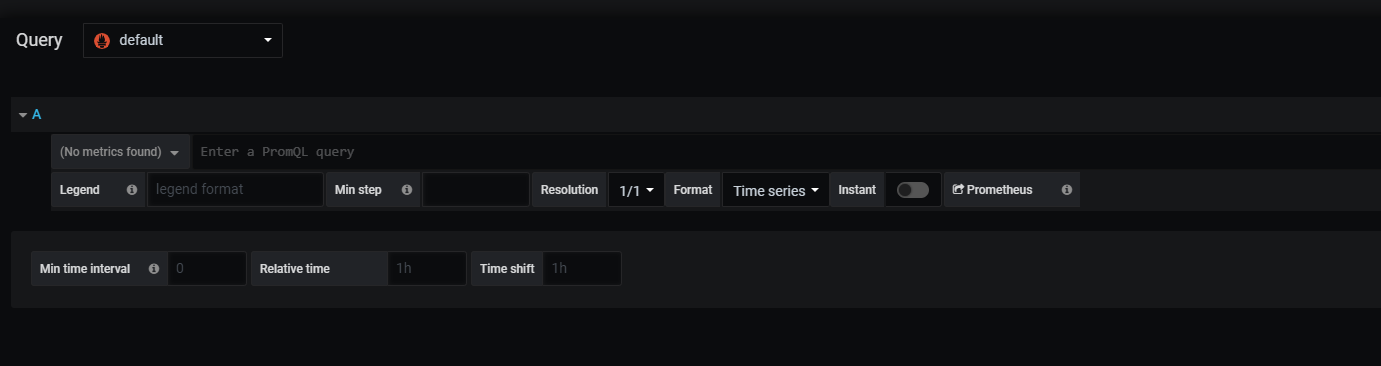 Query default
A
(No metrics found) Enter a PromQL query
Legend legend format Min step Resolution 1/1 Format Time series Instant Prometheus
Min time interval 0 Relative time 1h Time shift 1h